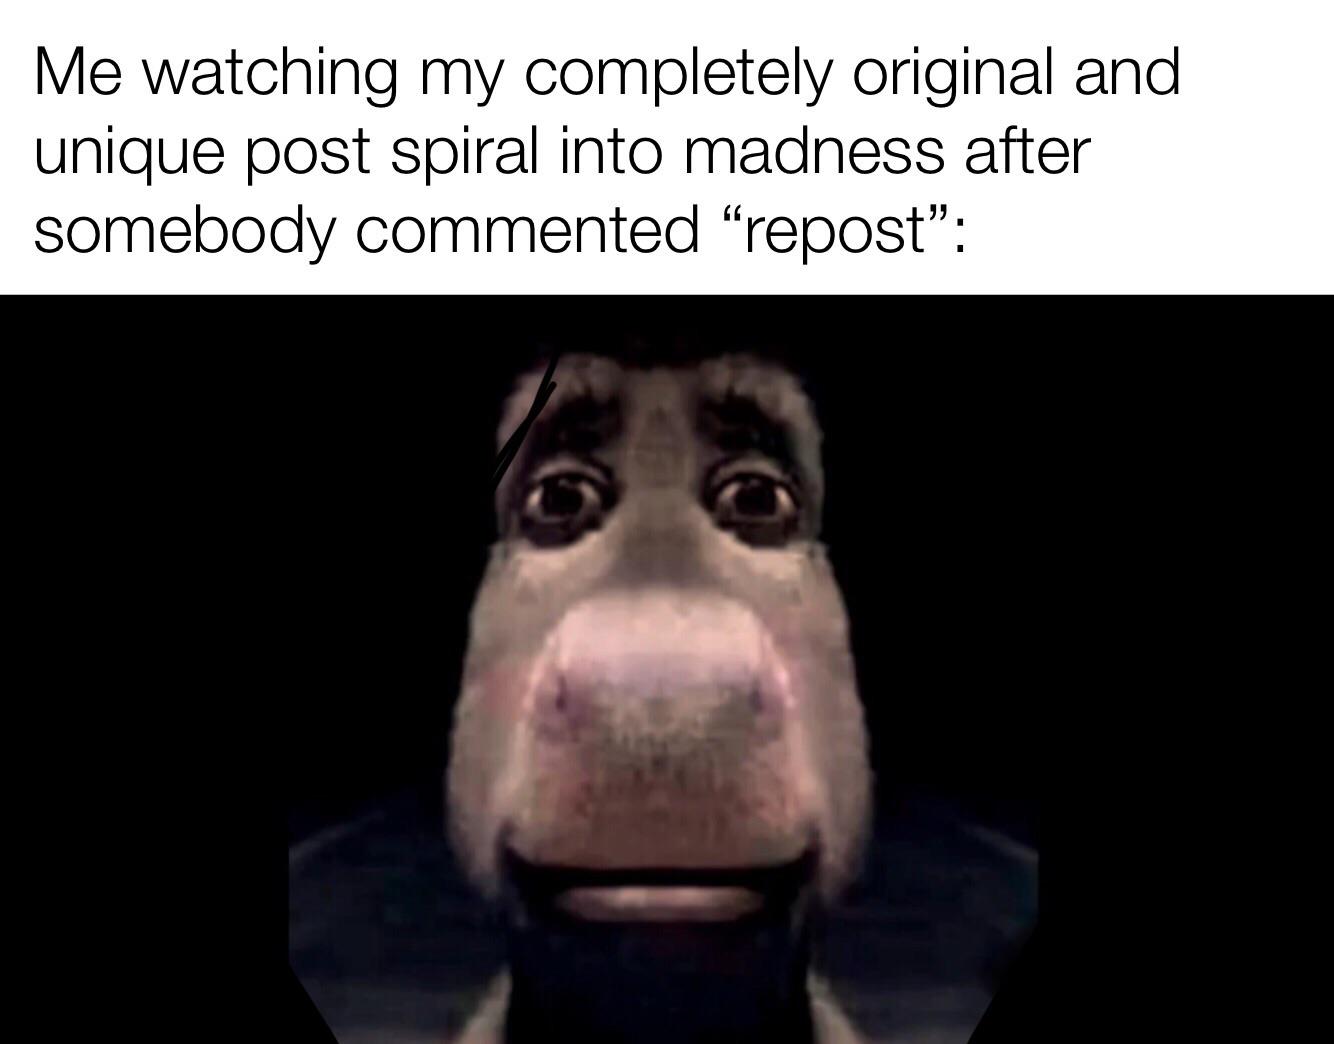 Me watching my completely original and
unique post spiral into madness after
somebody commented “repost”: